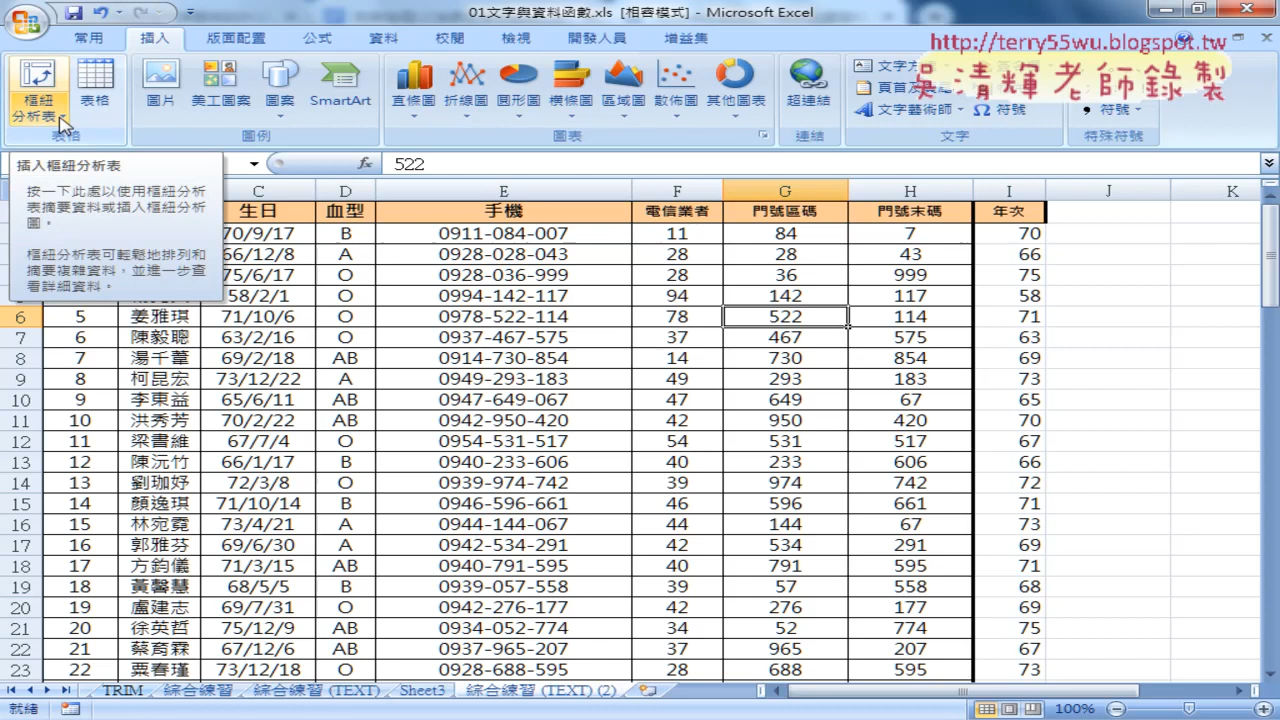 01文字與資料函數.xls [相容模式] - Microsoft Excel
常用 插入 版面配置 公式 資料 校閱 檢視 開發人員 增益集
http://terry55wu.blogspot.tw
吳清輝老師錄製
樞紐分析表 表格 圖片 美工圖案 圖案 SmartArt 直條圖 折線圖 圓形圖 橫條圖 區域圖 散佈圖 其他圖表 超連結
文字方
頁首及
文字藝術師 Ω 符號 , 符號
表格 圖例 圖表 連結 文字 特殊符號
插入樞紐分析表
按一下此處以使用樞紐分析
表摘要資料或插入樞紐分析
圖。
樞紐分析表可輕鬆地排列和
摘要複雜資料，並進一步查
看詳細資料。
fx 522
C D E F G H I J K
生日 血型 手機 電信業者 門號區碼 門號末碼 年次
70/9/17 B 0911-084-007 11 84 7 70
66/12/8 A 0928-028-043 28 28 43 66
75/6/17 O 0928-036-999 28 36 999 75
58/2/1 O 0994-142-117 94 142 117 58
6 5 姜雅琪 71/10/6 O 0978-522-114 78 522 114 71
7 6 陳毅聰 63/2/16 O 0937-467-575 37 467 575 63
8 7 湯千葦 69/2/18 AB 0914-730-854 14 730 854 69
9 8 柯昆宏 73/12/22 A 0949-293-183 49 293 183 73
10 9 李東益 65/6/11 AB 0947-649-067 47 649 67 65
11 10 洪秀芳 70/2/22 AB 0942-950-420 42 950 420 70
12 11 梁書維 67/7/4 O 0954-531-517 54 531 517 67
13 12 陳沅竹 66/1/17 B 0940-233-606 40 233 606 66
14 13 劉珈妤 72/3/8 O 0939-974-742 39 974 742 72
15 14 顏逸琪 71/10/14 B 0946-596-661 46 596 661 71
16 15 林宛霓 73/4/21 A 0944-144-067 44 144 67 73
17 16 郭雅芬 69/6/30 A 0942-534-291 42 534 291 69
18 17 方鈞儀 71/3/15 AB 0940-791-595 40 791 595 71
19 18 黃馨慧 68/5/5 B 0939-057-558 39 57 558 68
20 19 盧建志 69/7/31 O 0942-276-177 42 276 177 69
21 20 徐英哲 75/12/9 AB 0934-052-774 34 52 774 75
22 21 蔡育霖 67/12/6 AB 0937-965-207 37 965 207 67
23 22 粟春瑾 73/12/18 O 0928-688-595 28 688 595 73
TRIM 綜合練習 綜合練習 (TEXT) Sheet3 綜合練習 (TEXT) (2)
就緒 100%